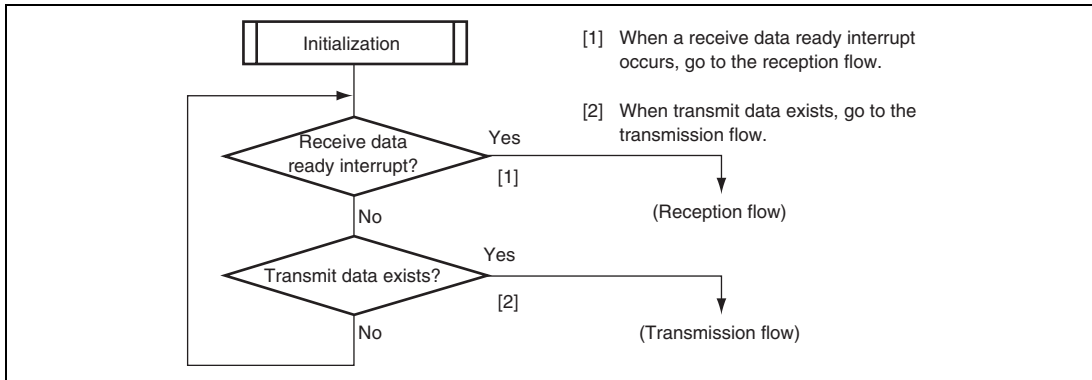 Initialization
[1] When a receive data ready interrupt
occurs, go to the reception flow.
[2] When transmit data exists, go to the
transmission flow.
Receive data
ready interrupt?
Yes
[1]
(Reception flow)
No
Transmit data exists?
Yes
[2]
(Transmission flow)
No